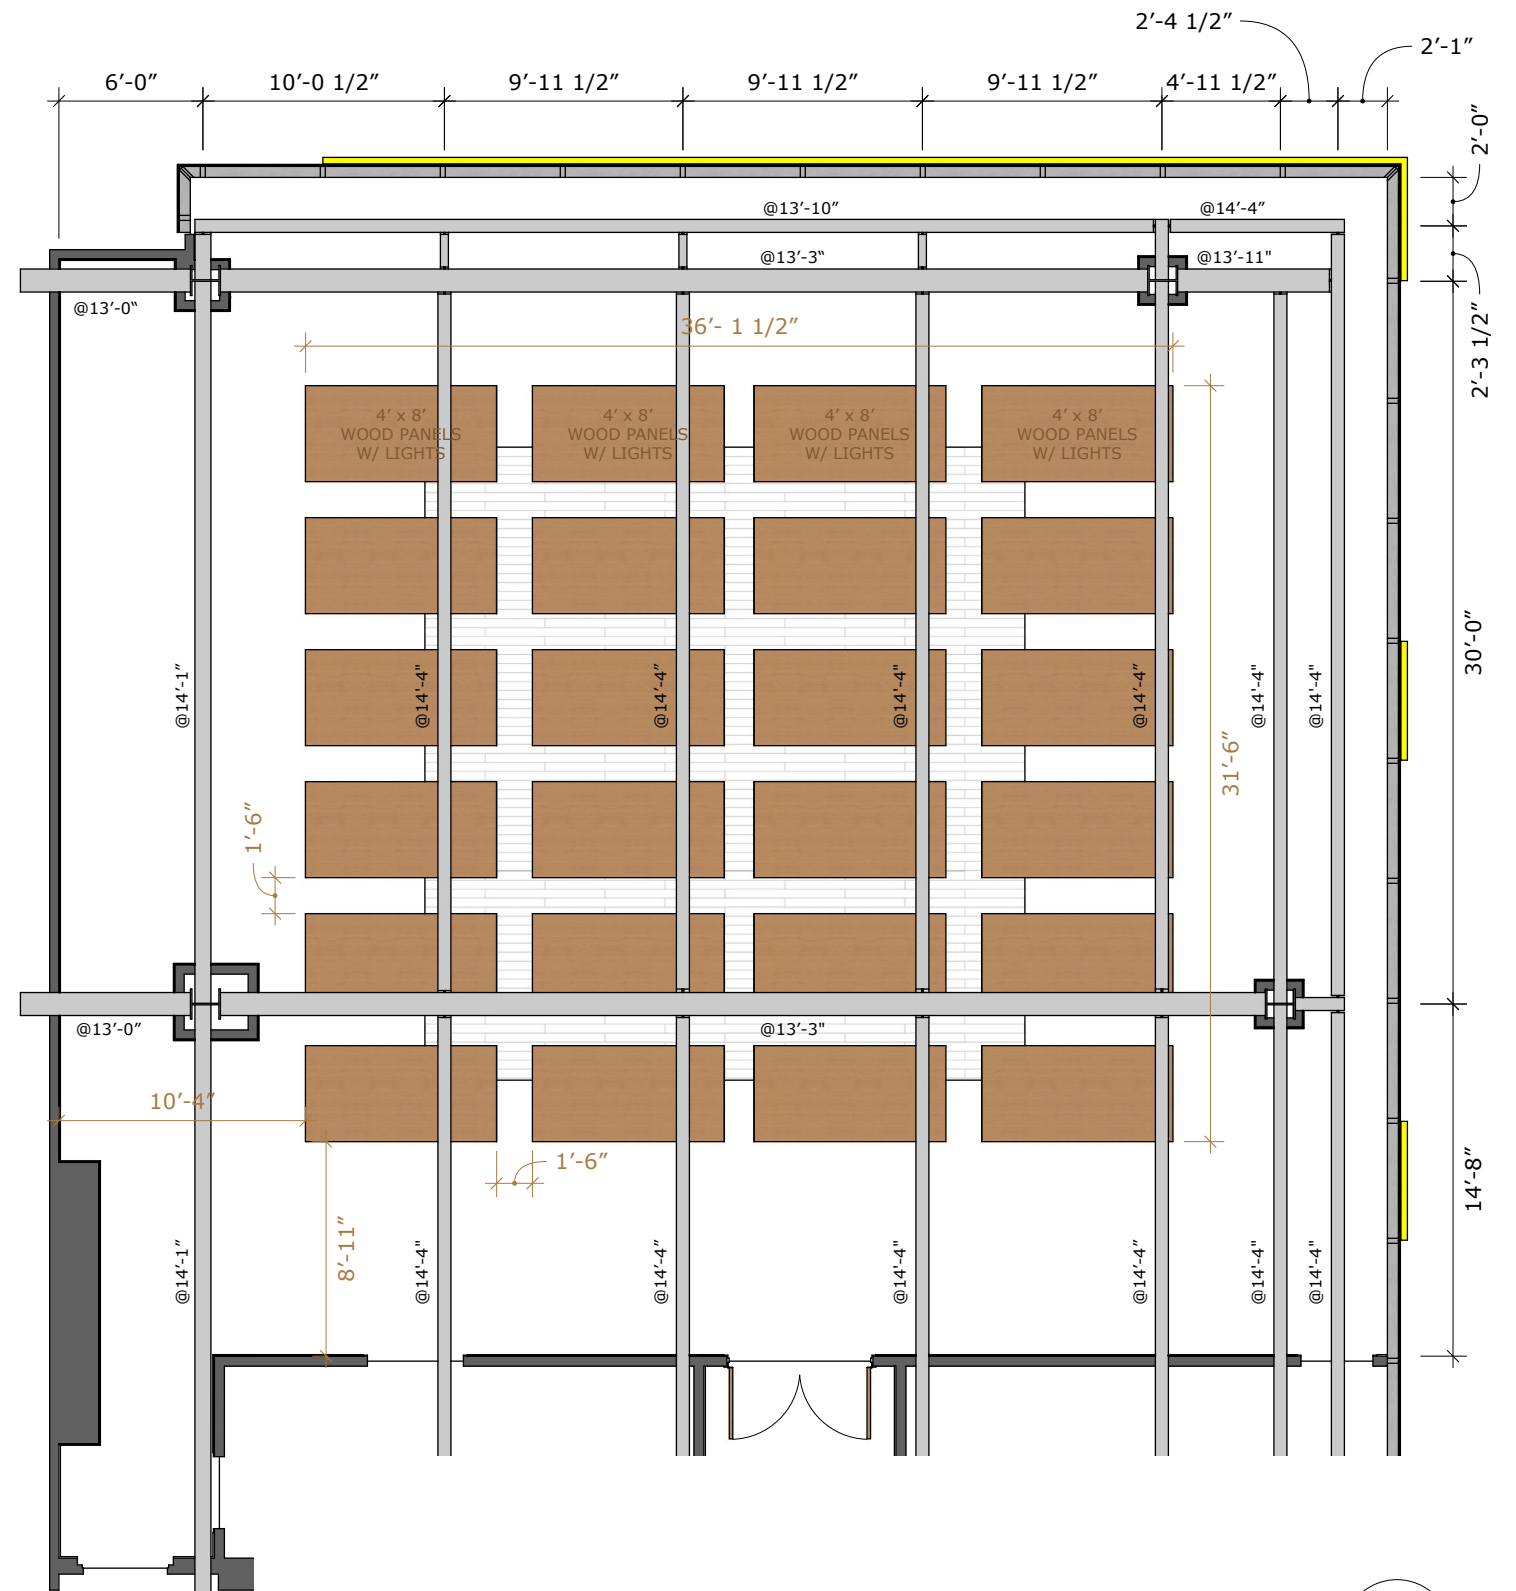 2’-4 1/2”
2’-1”
6’-0”
10’-0 1/2”
9’-11 1/2”
9’-11 1/2”
9’-11 1/2”
4’-11 1/2”
2’-0”
@13’-10”
@14’-4”
@13’-3“
@13’-11"
@13’-0“
2’-3 1/2”
36’- 1 1/2”
4’ x 8’
WOOD PANELS
W/ LIGHTS
4’ x 8’
WOOD PANELS
W/ LIGHTS
4’ x 8’
WOOD PANELS
W/ LIGHTS
4’ x 8’
WOOD PANELS
W/ LIGHTS
30’-0”
@14’-1”
@14’-4"
@14’-4”
@14’-4"
@14’-4”
@14’-4"
@14’-4"
31’-6”
1’-6”
@13’-0”
@13’-3"
10’-4”
1’-6”
14’-8”
8’-11”
@14’-1”
@14’-4"
@14’-4”
@14’-4"
@14’-4”
@14’-4"
@14’-4"